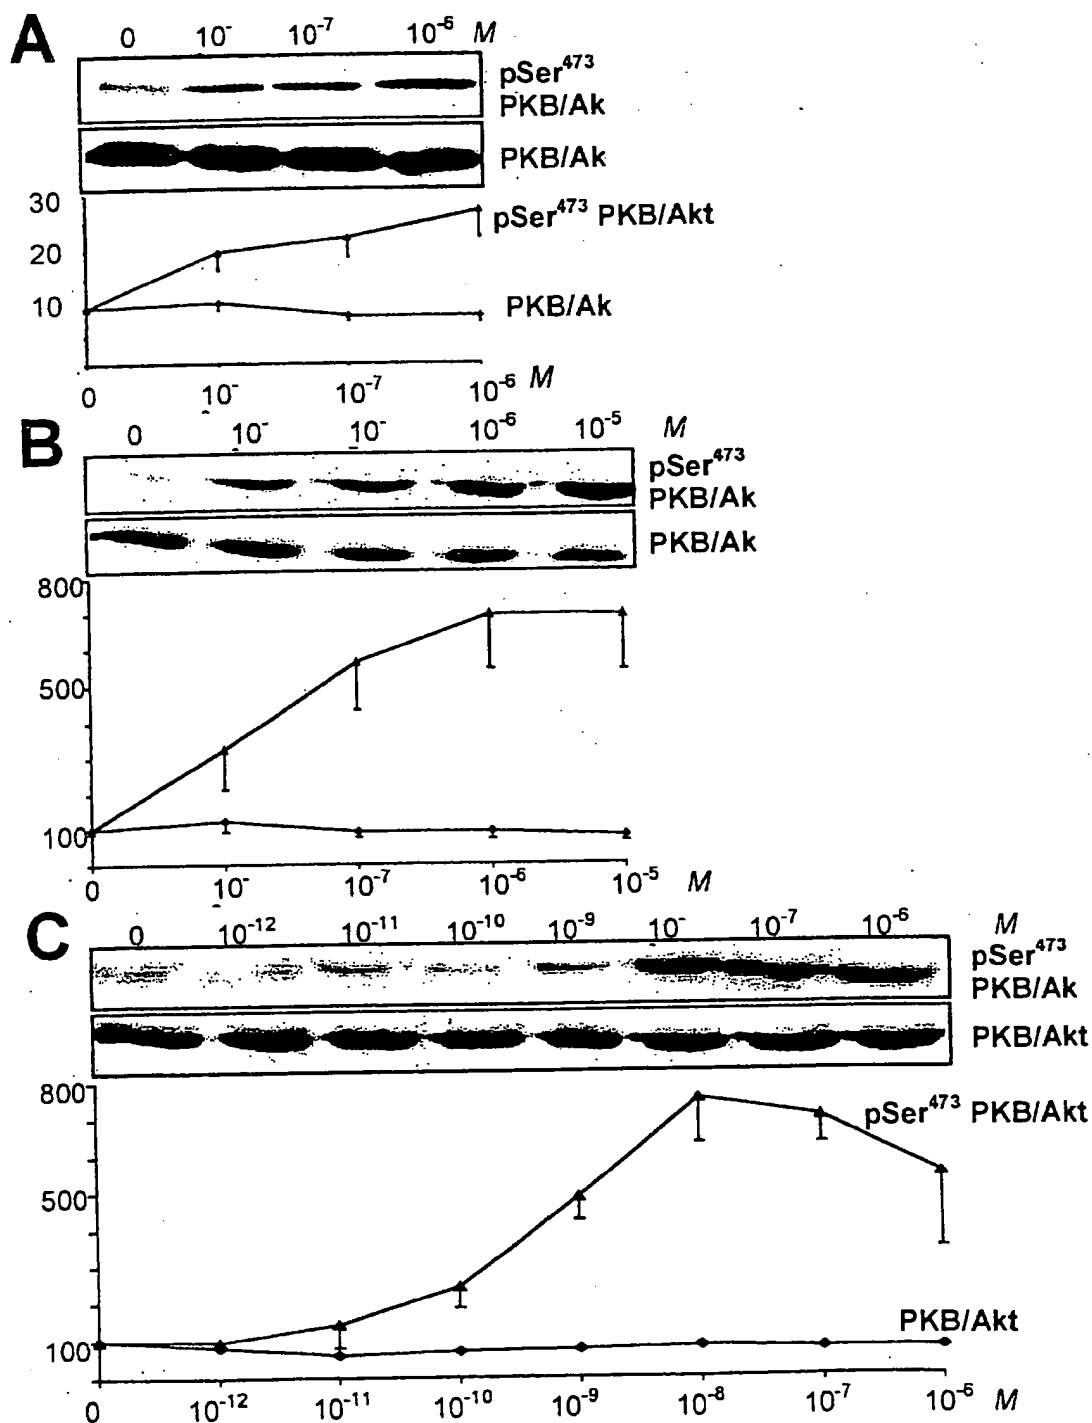 A
0 10⁻ 10⁻⁷ 10⁻⁶ M
pSer⁴⁷³
PKB/Ak
PKB/Ak
30
pSer⁴⁷³ PKB/Akt
20
10
PKB/Ak
0 10⁻ 10⁻⁷ 10⁻⁶ M
B
0 10⁻ 10⁻ 10⁻⁶ 10⁻⁵ M
pSer⁴⁷³
PKB/Ak
PKB/Ak
800
500
100
0 10⁻ 10⁻⁷ 10⁻⁶ 10⁻⁵ M
C
0 10⁻¹² 10⁻¹¹ 10⁻¹⁰ 10⁻⁹ 10⁻ 10⁻⁷ 10⁻⁶ M
pSer⁴⁷³
PKB/Ak
PKB/Akt
800
pSer⁴⁷³ PKB/Akt
500
PKB/Akt
100
0 10⁻¹² 10⁻¹¹ 10⁻¹⁰ 10⁻⁹ 10⁻⁸ 10⁻⁷ 10⁻⁶ M